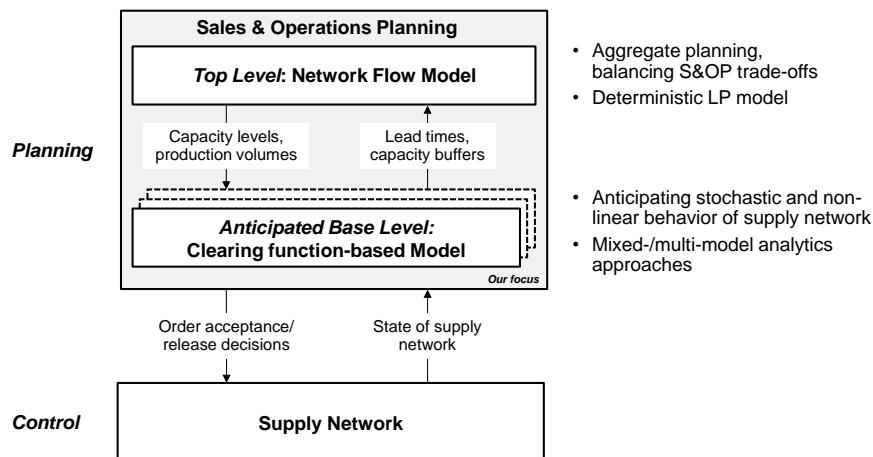 Sales & Operations Planning
Top Level: Network Flow Model
• Aggregate planning,
balancing S&OP trade-offs
• Deterministic LP model
Planning
Capacity levels,
production volumes
Lead times,
capacity buffers
Anticipated Base Level:
Clearing function-based Model
• Anticipating stochastic and non-
linear behavior of supply network
• Mixed-/multi-model analytics
approaches
Our focus
Order acceptance/
release decisions
State of supply
network
Control
Supply Network